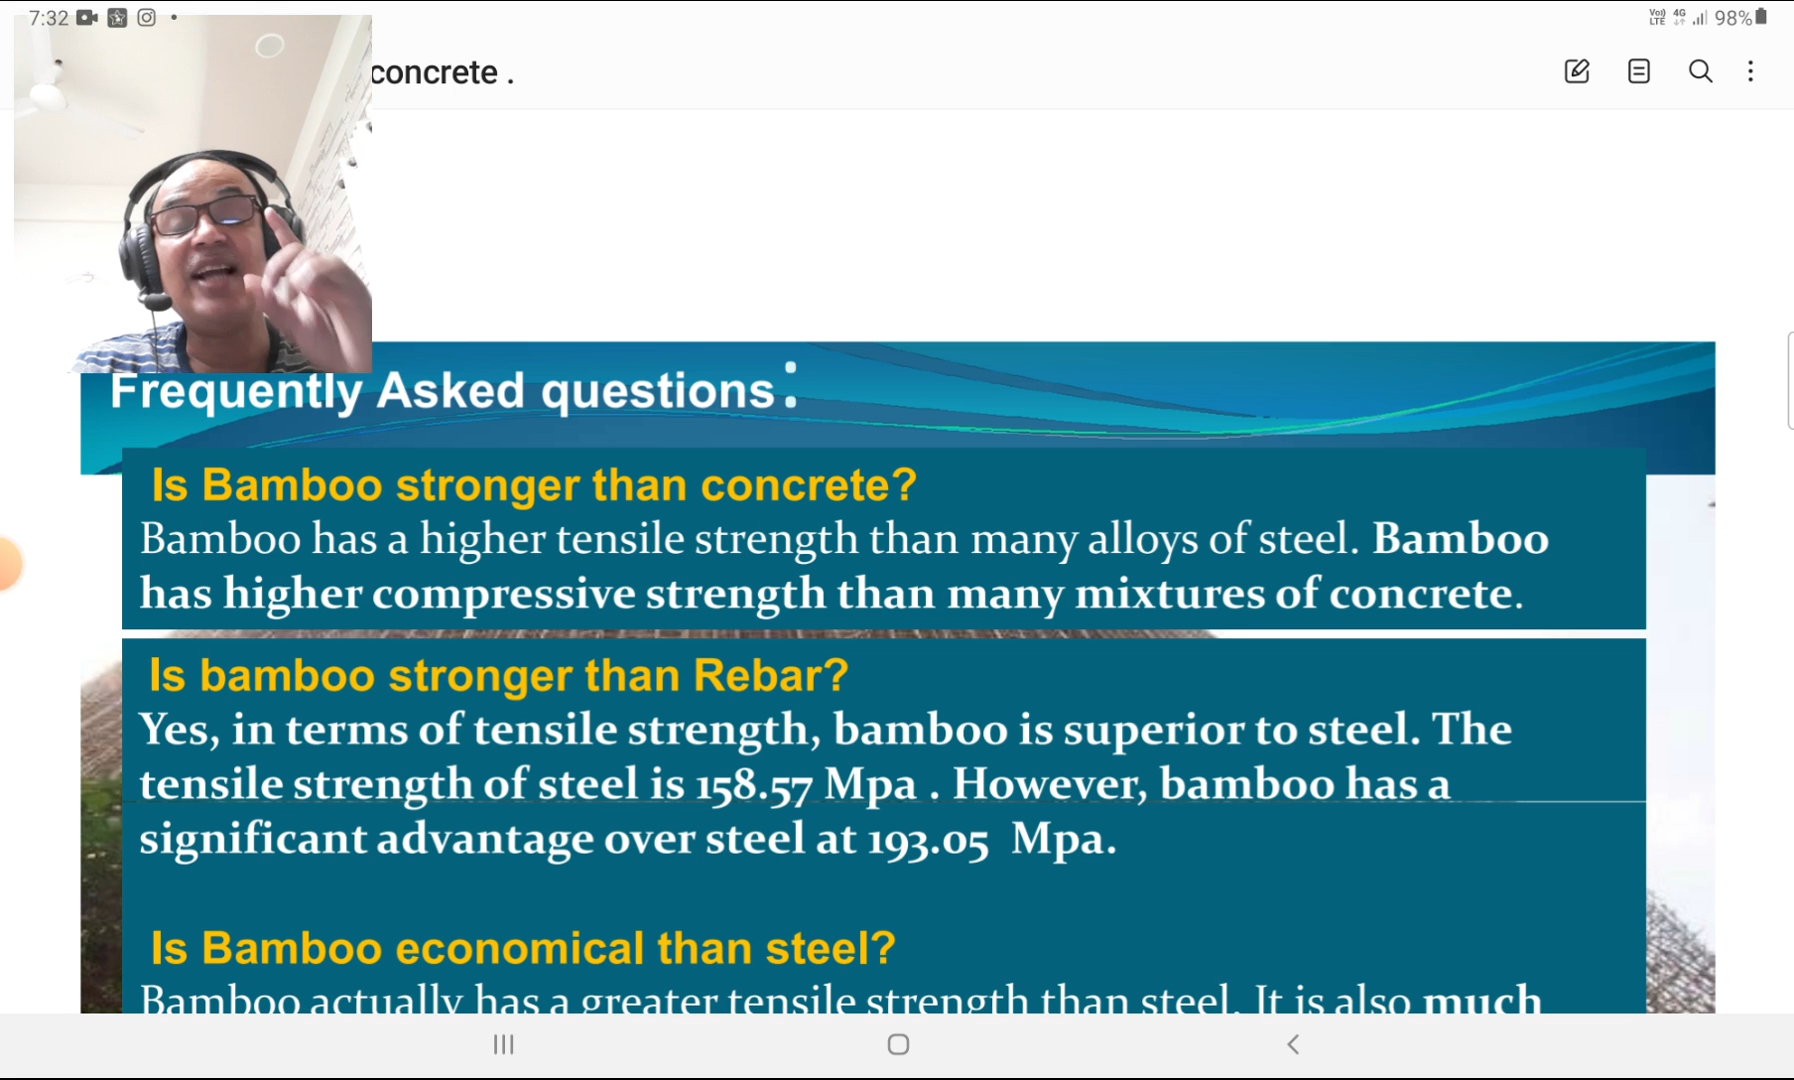 7:32
Vo)) 4G 98%
LTE
concrete .
Frequently Asked questions:
Is Bamboo stronger than concrete?
Bamboo has a higher tensile strength than many alloys of steel. Bamboo
has higher compressive strength than many mixtures of concrete.
Is bamboo stronger than Rebar?
Yes, in terms of tensile strength, bamboo is superior to steel. The
tensile strength of steel is 158.57 Mpa . However, bamboo has a
significant advantage over steel at 193.05 Mpa.
Is Bamboo economical than steel?
Bamboo actually has a greater tensile strength than steel. It is also much